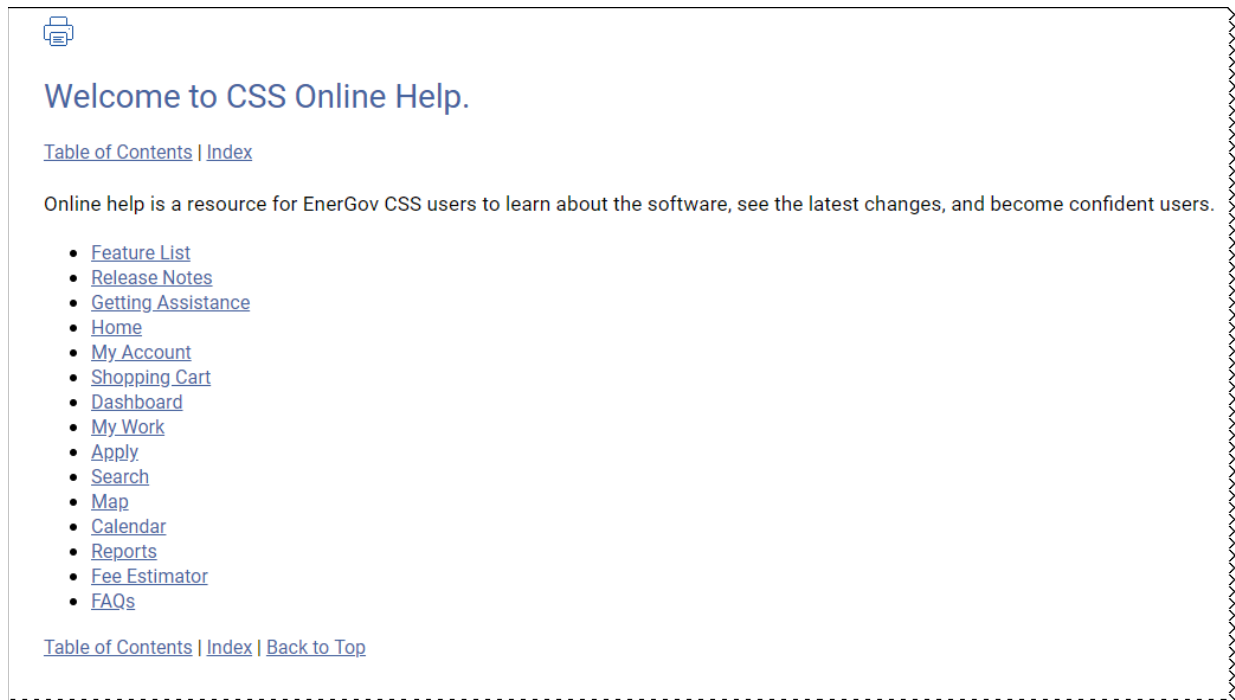 Welcome to CSS Online Help.
Table of Contents | Index
Online help is a resource for EnerGov CSS users to learn about the software, see the latest changes, and become confident users.
• Feature List
• Release Notes
• Getting Assistance
• Home
• My Account
• Shopping Cart
• Dashboard
• My Work
• Apply
• Search
• Map
• Calendar
• Reports
• Fee Estimator
• FAQs
Table of Contents | Index | Back to Top